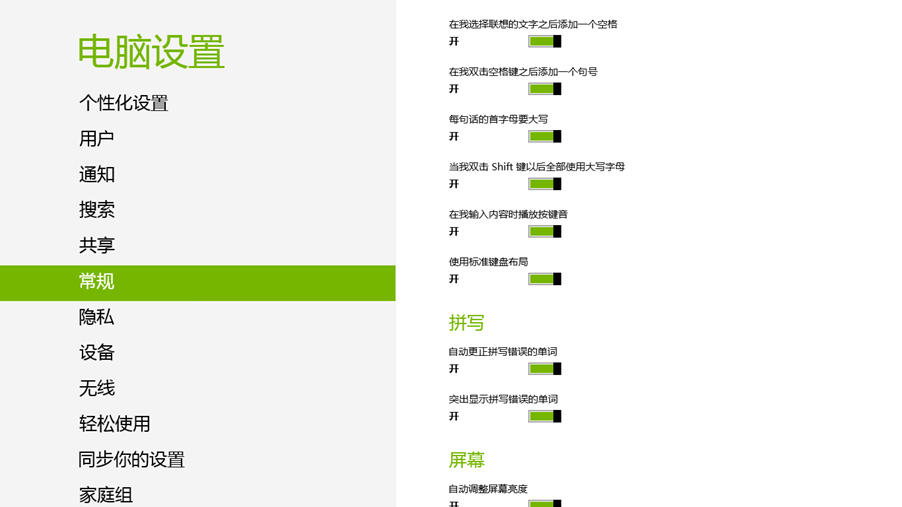 电脑设置
个性化设置
用户
通知
搜索
共享
常规
隐私
设备
无线
轻松使用
同步你的设置
家庭组
在我选择联想的文字之后添加一个空格
开
在我双击空格键之后添加一个句号
开
每句话的首字母要大写
开
当我双击 Shift 键以后全部使用大写字母
开
在我输入内容时播放按键音
开
使用标准键盘布局
开
拼写
自动更正拼写错误的单词
开
突出显示拼写错误的单词
开
屏幕
自动调整屏幕亮度
开